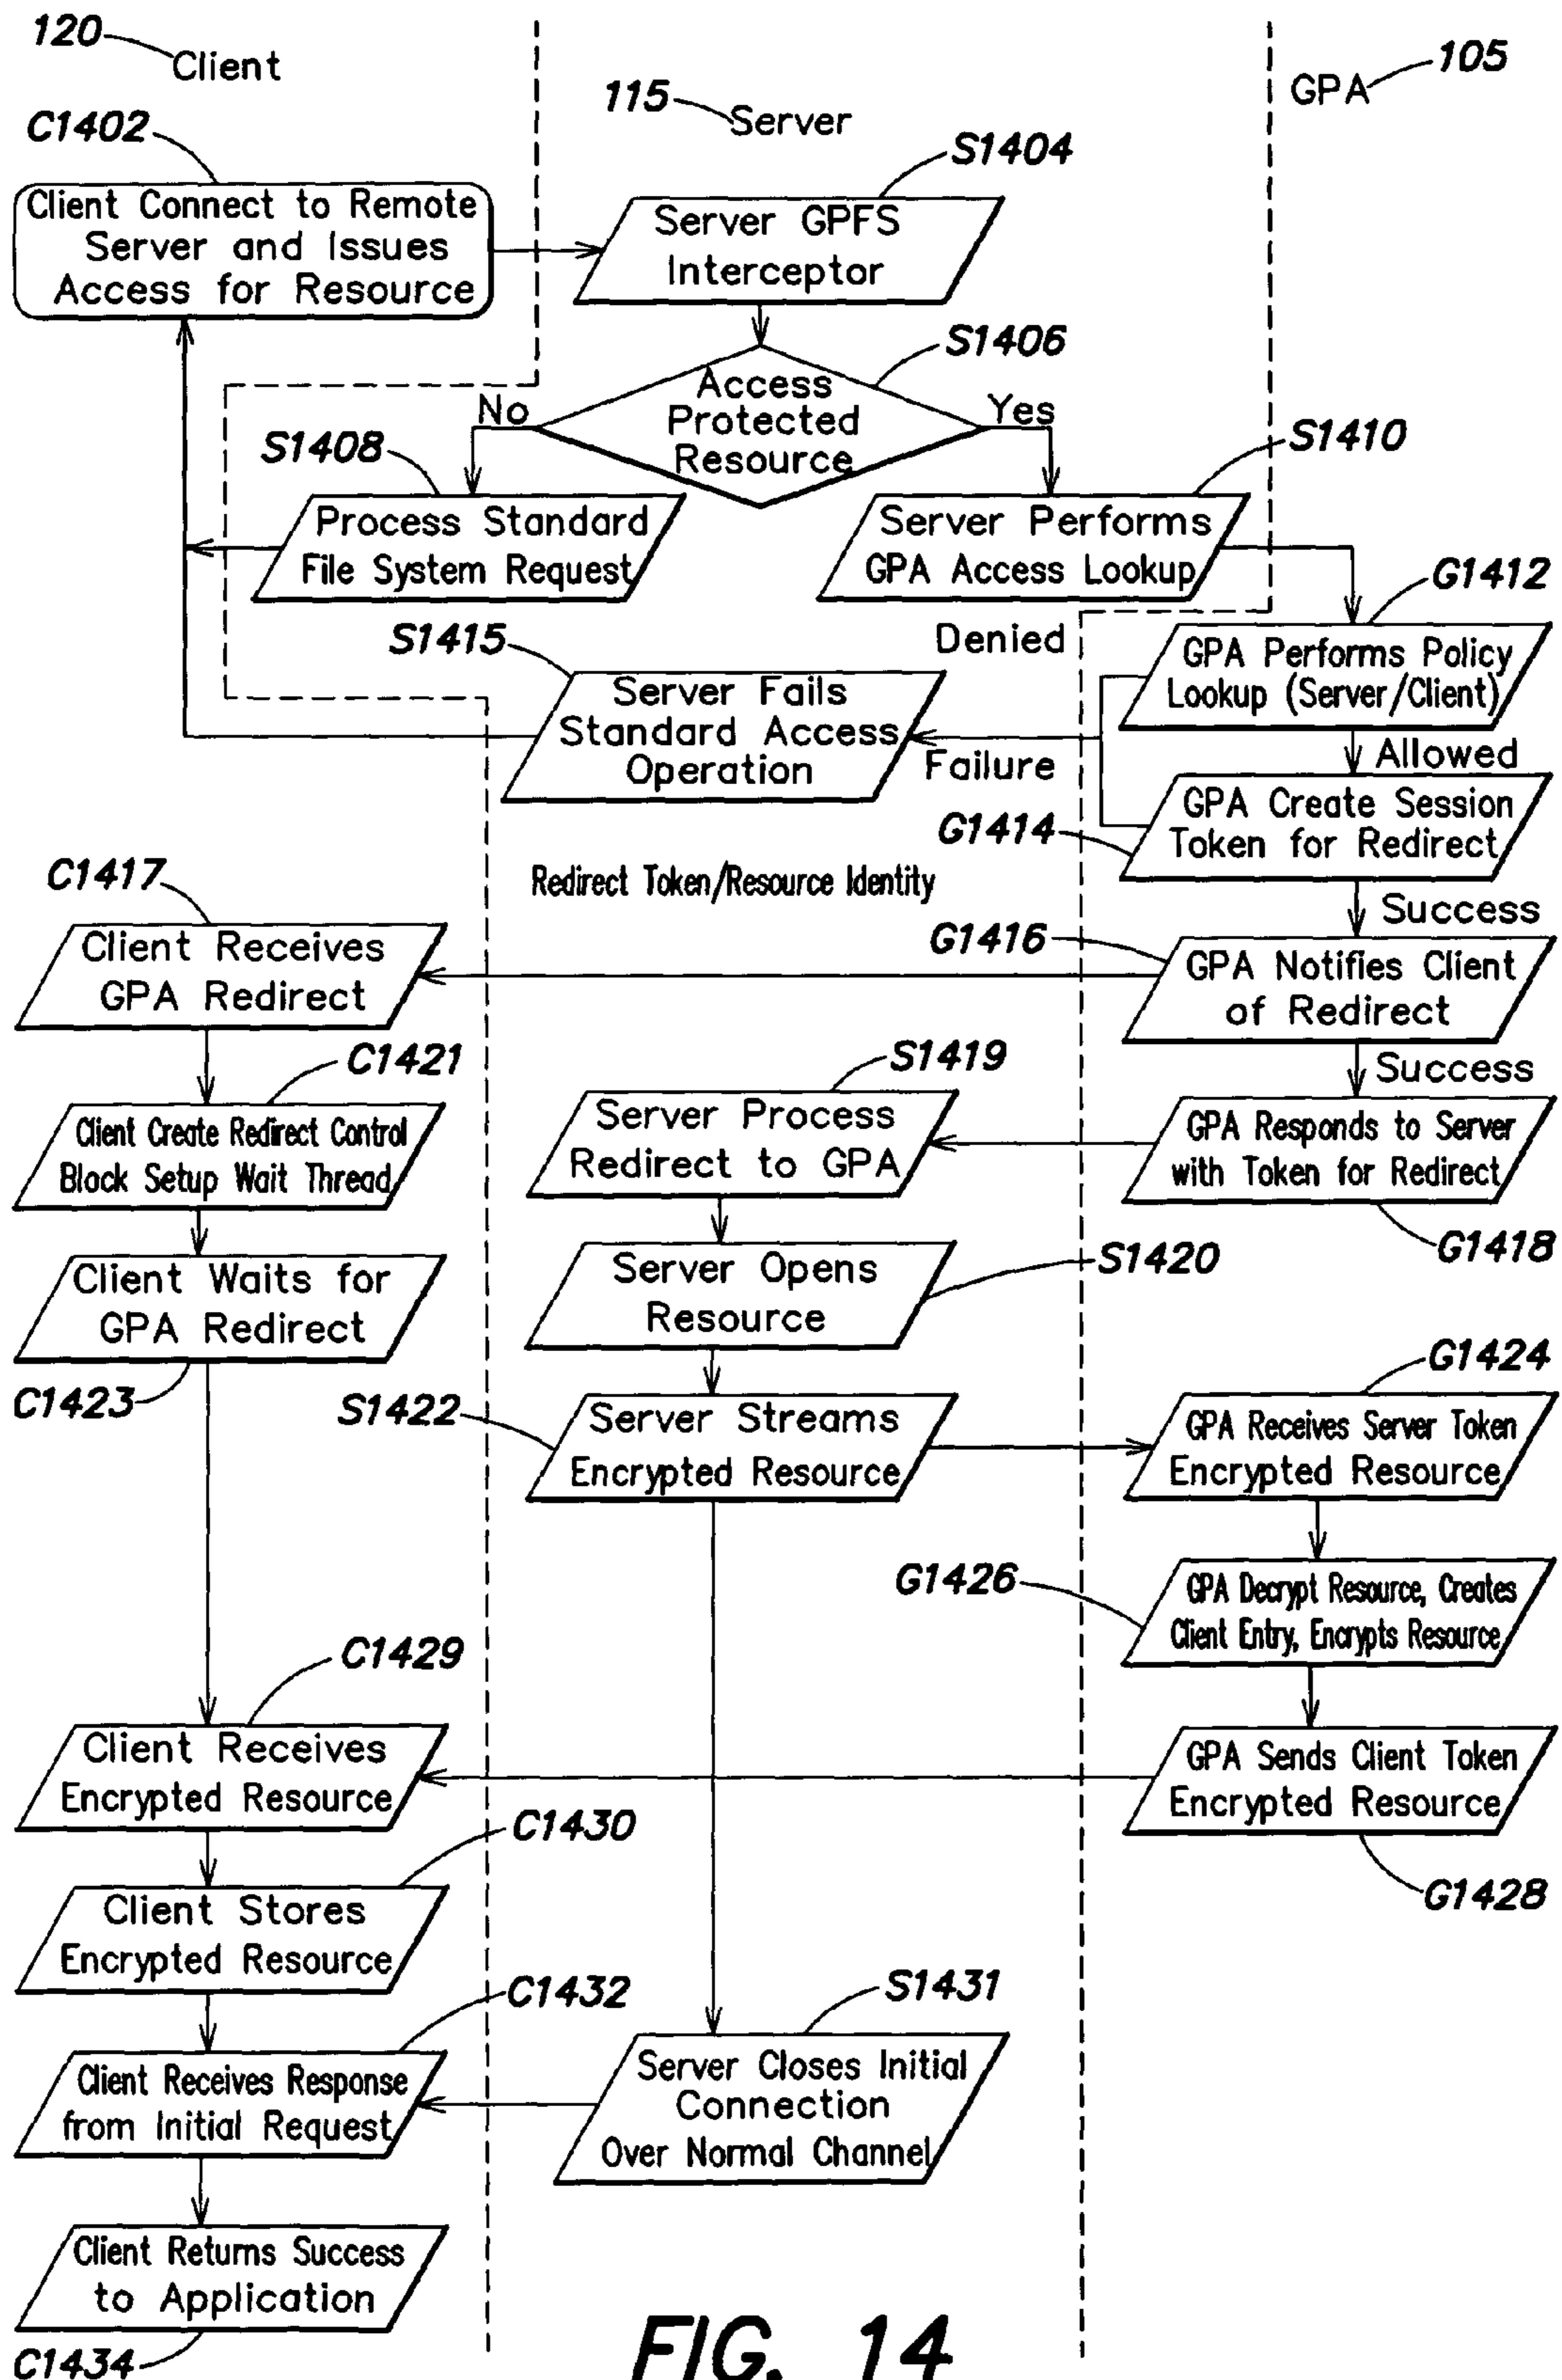 120
Client
115
Server
GPA
105
C1402
Client Connect to Remote
Server and Issues
Access for Resource
S1404
Server GPFS
Interceptor
S1406
Access
Protected
Resource
No
Yes
S1408
Process Standard
File System Request
S1410
Server Performs
GPA Access Lookup
G1412
GPA Performs Policy
Lookup (Server/Client)
Denied
S1415
Server Fails
Standard Access
Operation
Failure
Allowed
G1414
GPA Create Session
Token for Redirect
Redirect Token/Resource Identity
Success
C1417
Client Receives
GPA Redirect
G1416
GPA Notifies Client
of Redirect
Success
C1421
Client Create Redirect Control
Block Setup Wait Thread
S1419
Server Process
Redirect to GPA
GPA Responds to Server
with Token for Redirect
G1418
Client Waits for
GPA Redirect
C1423
Server Opens
Resource
S1420
S1422
Server Streams
Encrypted Resource
G1424
GPA Receives Server Token
Encrypted Resource
G1426
GPA Decrypt Resource, Creates
Client Entry, Encrypts Resource
C1429
Client Receives
Encrypted Resource
GPA Sends Client Token
Encrypted Resource
G1428
C1430
Client Stores
Encrypted Resource
C1432
Client Receives Response
from Initial Request
S1431
Server Closes Initial
Connection
Over Normal Channel
Client Returns Success
to Application
C1434
FIG. 14